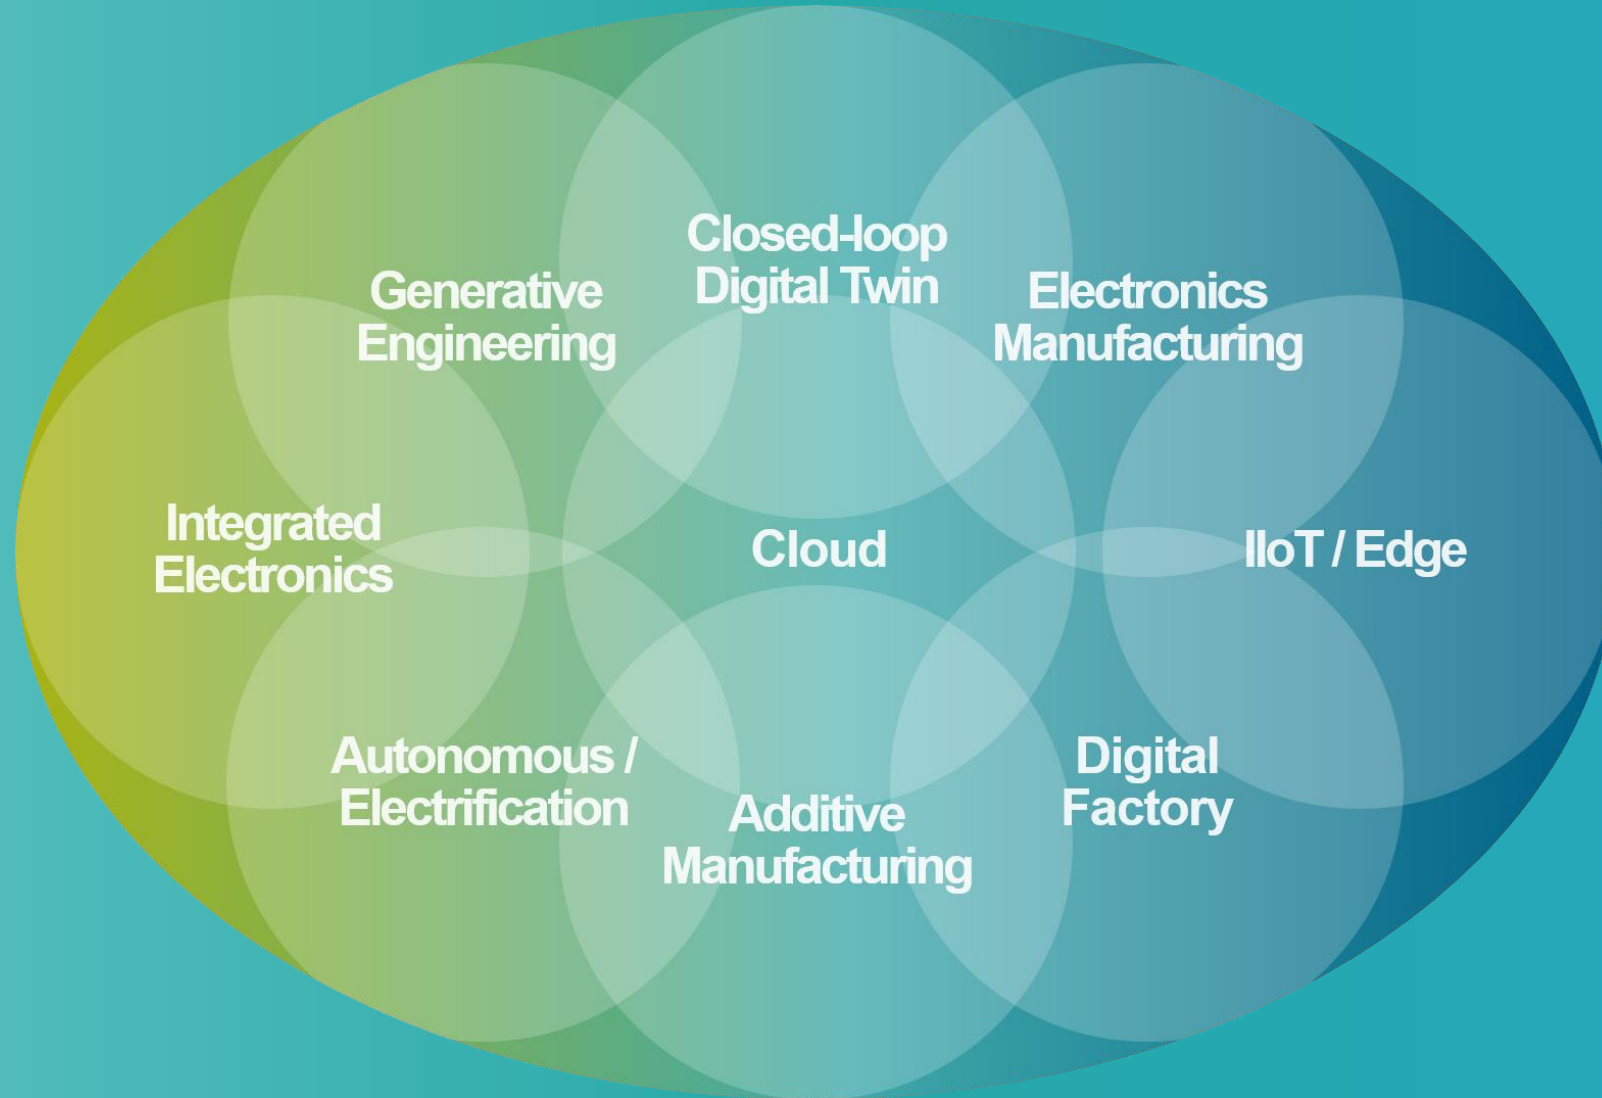 Closed-loop
Digital Twin
Generative
Engineering
Electronics
Manufacturing
Integrated
Electronics
Cloud
IIoT / Edge
Autonomous /
Electrification
Additive
Manufacturing
Digital
Factory